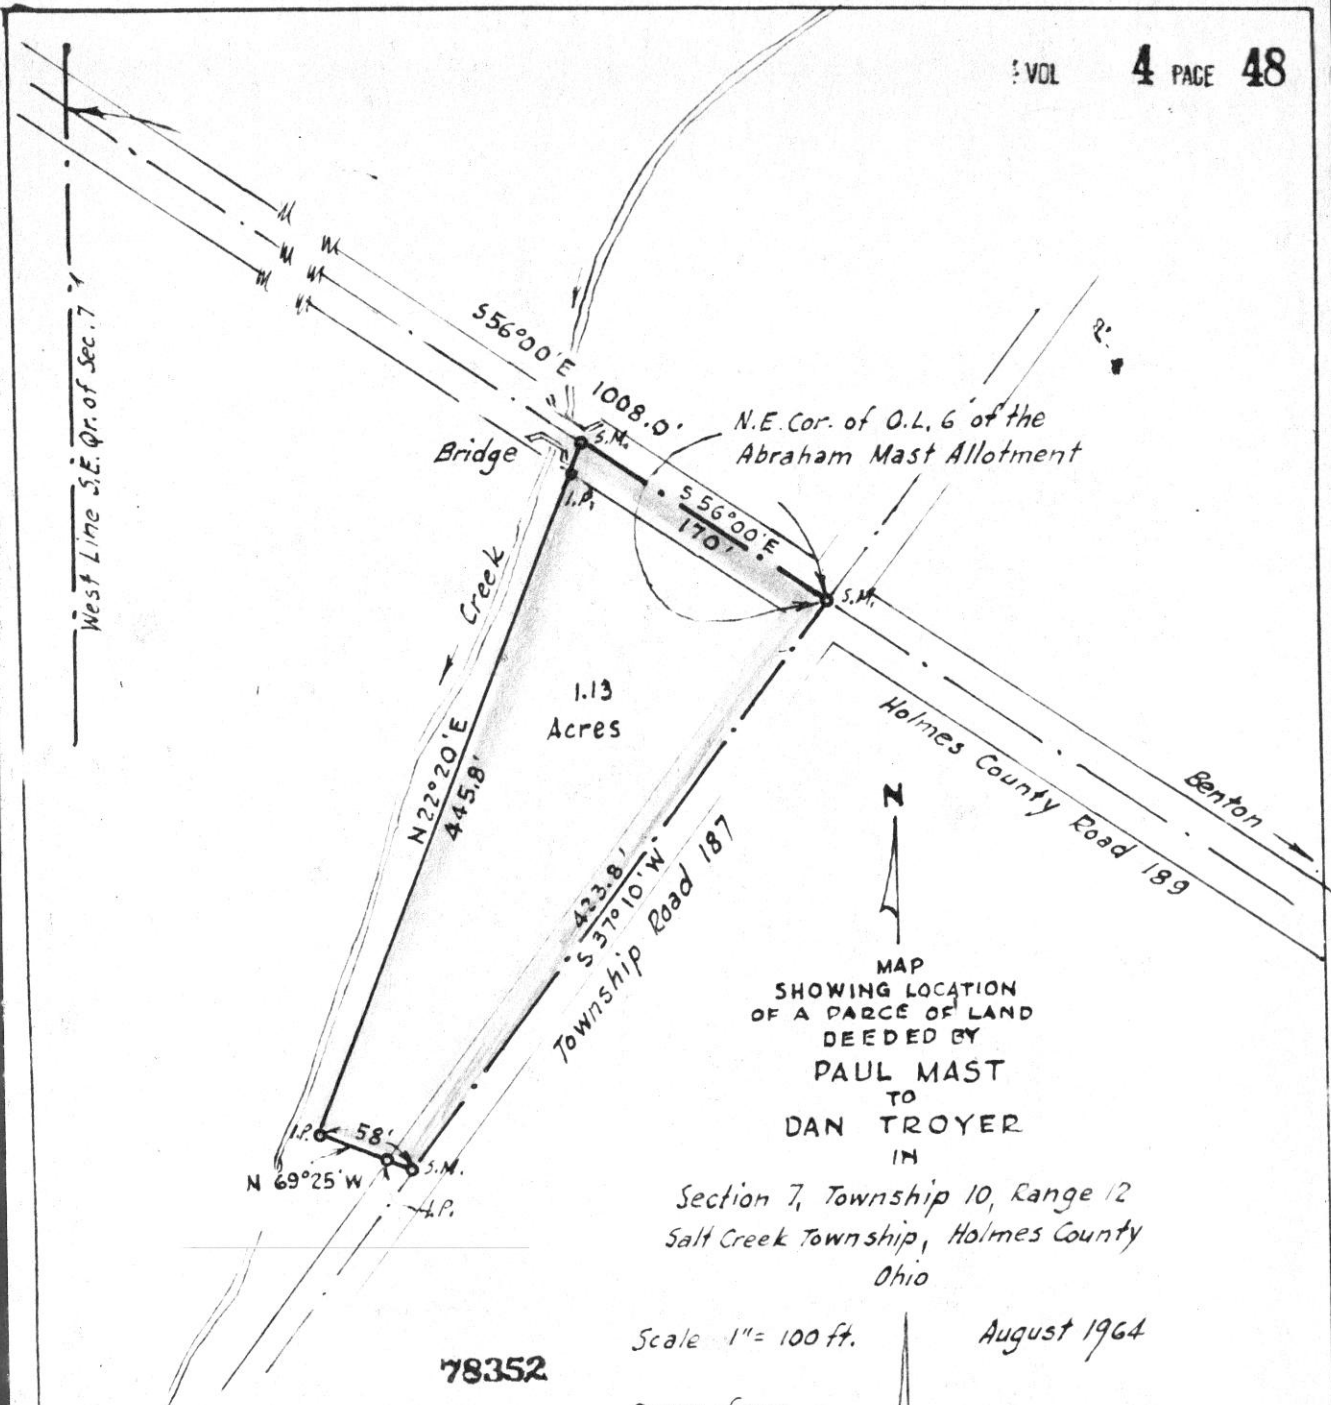 VOL 4 PAGE 48
West Line S.E. Qr. of Sec. 7
S 56°00' E 1008.0'
Bridge
S.M.
I.P.
N.E. Cor. of O.L. 6 of the
Abraham Mast Allotment
S 56°00' E
170'
S.M.
Creek
1.13
Acres
N 22°20' E
445.8'
423.8'
S 37°10' W
Township Road 187
Holmes County Road 189
Benton
N
I.P.
58'
S.M.
N 69°25' W
I.P.
MAP
SHOWING LOCATION
OF A PARCE OF LAND
DEEDED BY
PAUL MAST
TO
DAN TROYER
IN
Section 7, Township 10, Range 12
Salt Creek Township, Holmes County
Ohio
Scale 1" = 100 ft.
August 1964
78352